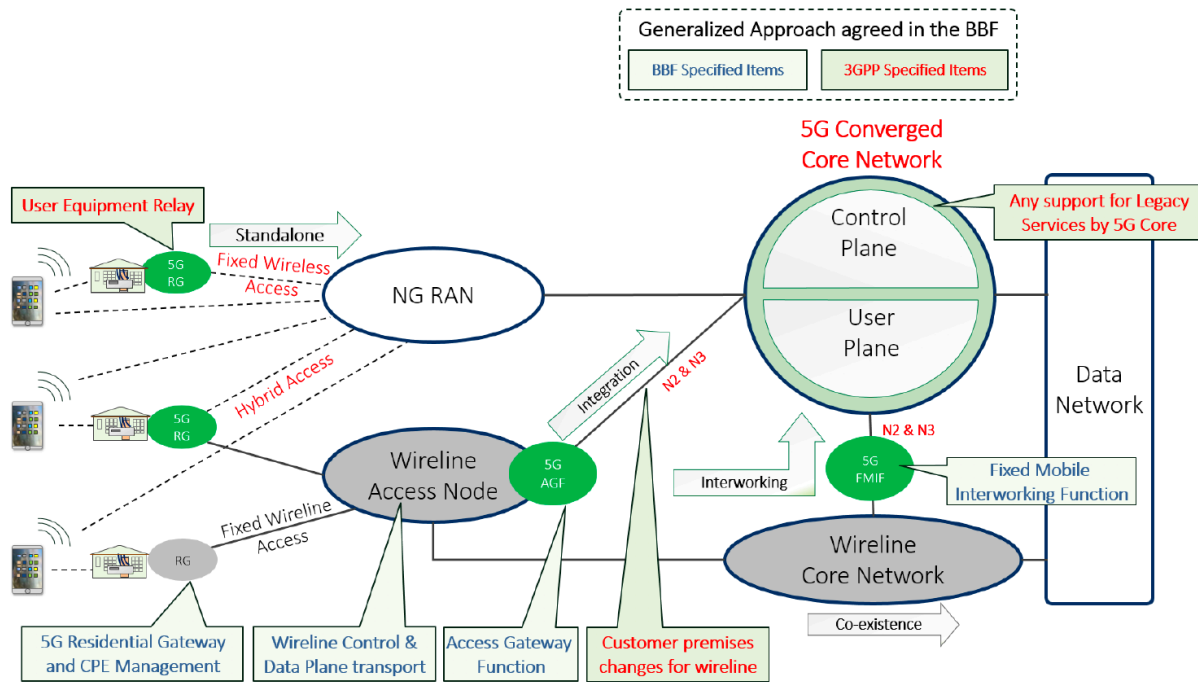 Generalized Approach agreed in the BBF
BBF Specified Items
3GPP Specified Items
5G Converged
Core Network
User Equipment Relay
Standalone
Fixed Wireless
Access
5G
RG
NG RAN
Control
Plane
User
Plane
Any support for Legacy
Services by 5G Core
Data
Network
Hybrid Access
5G
RG
Integration
N2 & N3
N2 & N3
Wireline
Access Node
5G
AGF
Interworking
5G
FMIF
Fixed Mobile
Interworking Function
Fixed Wireline
Access
RG
Wireline
Core Network
Co-existence
5G Residential Gateway
and CPE Management
Wireline Control &
Data Plane transport
Access Gateway
Function
Customer premises
changes for wireline